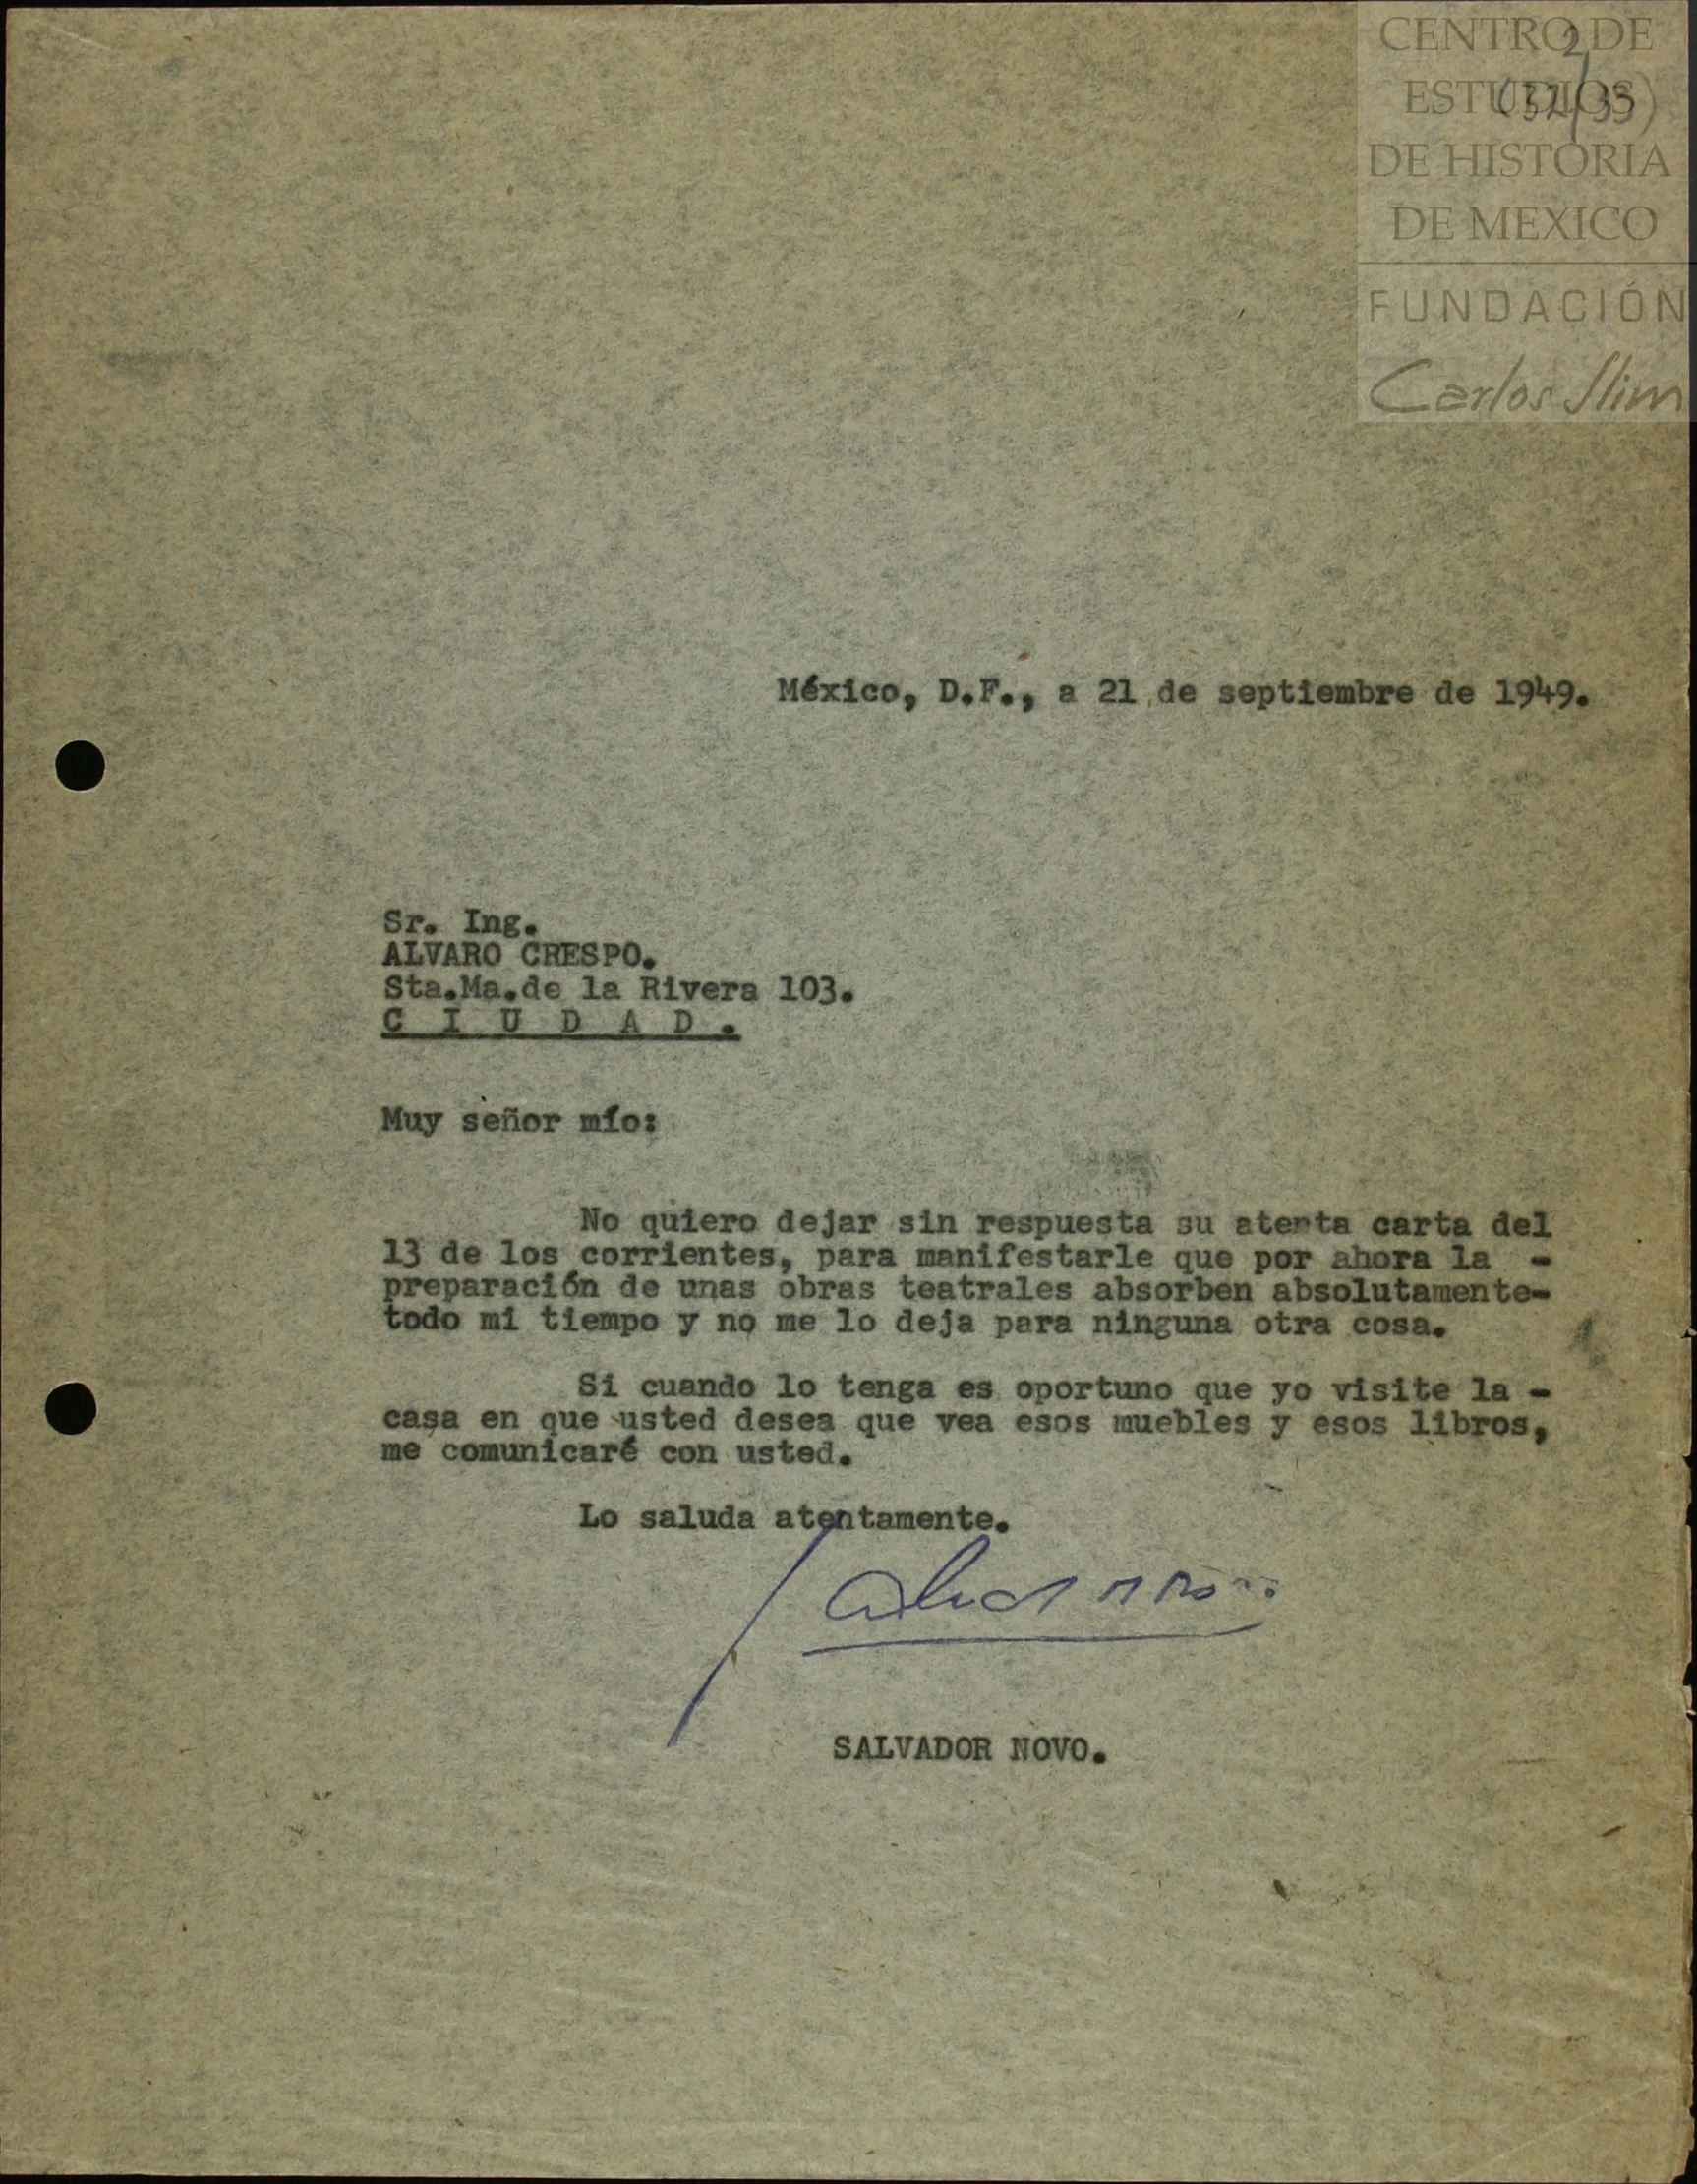 CENTRO DE
ESTUDIOS
DE HISTORIA
DE MEXICO
FUNDACIÓN
Carlos Slim
2
(32/33)
México, D.F., a 21 de septiembre de 1949.
Sr. Ing.
ALVARO CRESPO.
Sta.Ma.de la Rivera 103.
C I U D A D .
Muy señor mío:
No quiero dejar sin respuesta su atenta carta del
13 de los corrientes, para manifestarle que por ahora la -
preparación de unas obras teatrales absorben absolutamente-
todo mi tiempo y no me lo deja para ninguna otra cosa.
Si cuando lo tenga es oportuno que yo visite la -
casa en que usted desea que vea esos muebles y esos libros,
me comunicaré con usted.
Lo saluda atentamente.
SALVADOR NOVO.